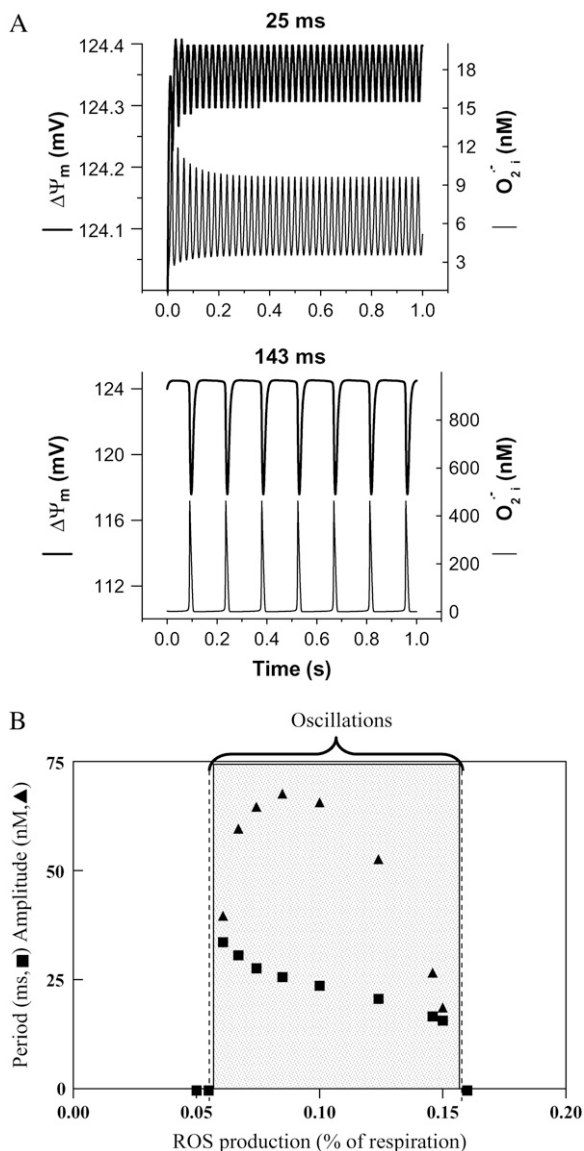 A
25 ms
124.4
124.3
124.2
124.1
ΔΨm (mV)
18
15
12
9
6
3
O2 i·- (nM)
0.0 0.2 0.4 0.6 0.8 1.0
143 ms
124
120
116
112
ΔΨm (mV)
800
600
400
200
0
O2 i·- (nM)
0.0 0.2 0.4 0.6 0.8 1.0
Time (s)
B
Oscillations
75
50
25
0
Period (ms,■) Amplitude (nM,▲)
0.00 0.05 0.10 0.15 0.20
ROS production (% of respiration)